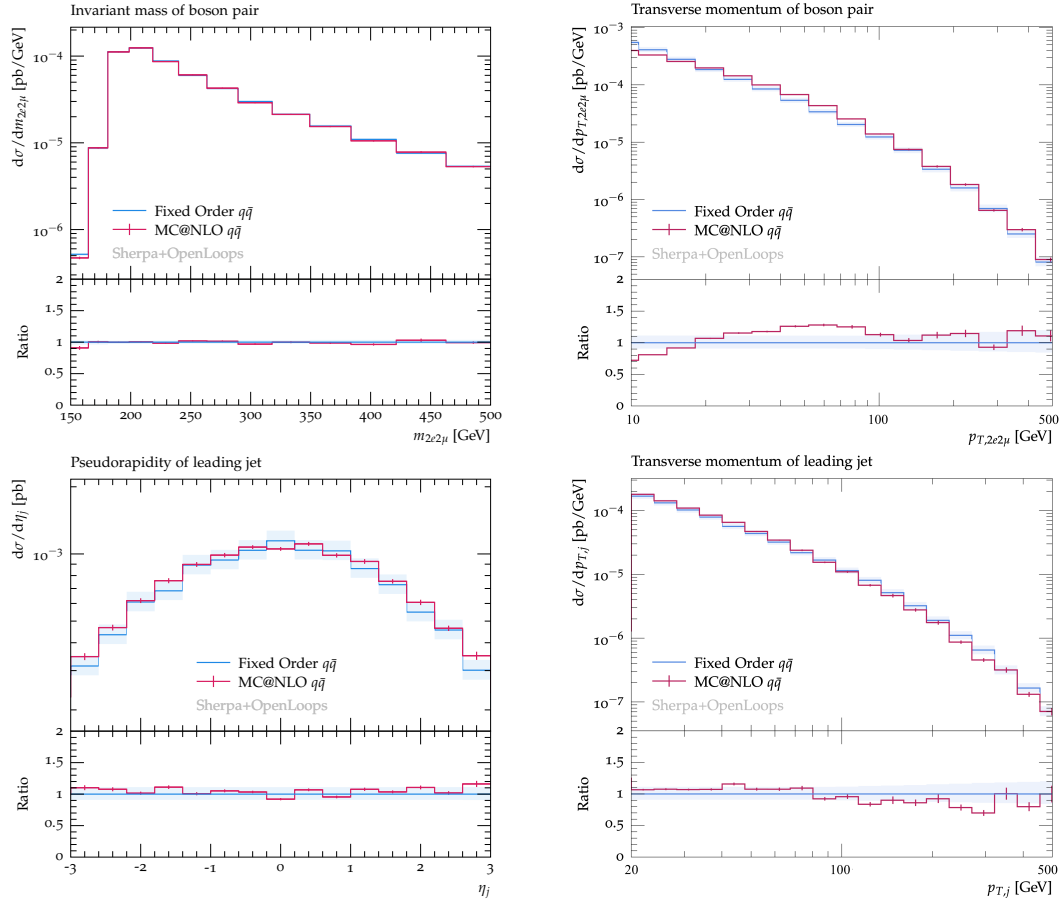 Invariant mass of boson pair
dσ/dm2e2μ [pb/GeV]
10−4
10−5
10−6
Fixed Order qq̄
MC@NLO qq̄
Sherpa+OpenLoops
Ratio
2
1.5
1
0.5
0
150 200 250 300 350 400 450 500
m2e2μ [GeV]
Transverse momentum of boson pair
dσ/dpT,2e2μ [pb/GeV]
10−3
10−4
10−5
10−6
10−7
Fixed Order qq̄
MC@NLO qq̄
Sherpa+OpenLoops
Ratio
2
1.5
1
0.5
0
10 100 500
pT,2e2μ [GeV]
Pseudorapidity of leading jet
dσ/dηj [pb]
10−3
Fixed Order qq̄
MC@NLO qq̄
Sherpa+OpenLoops
Ratio
2
1.5
1
0.5
0
-3 -2 -1 0 1 2 3
ηj
Transverse momentum of leading jet
dσ/dpT,j [pb/GeV]
10−4
10−5
10−6
10−7
Fixed Order qq̄
MC@NLO qq̄
Sherpa+OpenLoops
Ratio
2
1.5
1
0.5
0
20 100 500
pT,j [GeV]